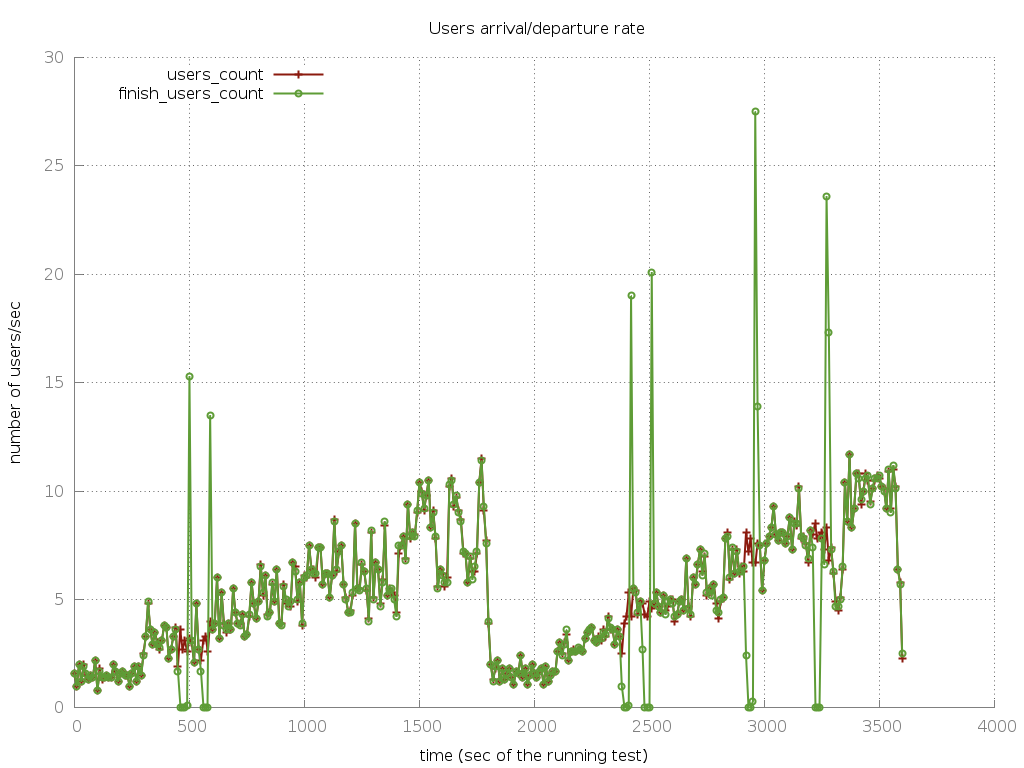 Users arrival/departure rate
users_count
finish_users_count
30
25
20
15
10
5
0
number of users/sec
0 500 1000 1500 2000 2500 3000 3500 4000
time (sec of the running test)